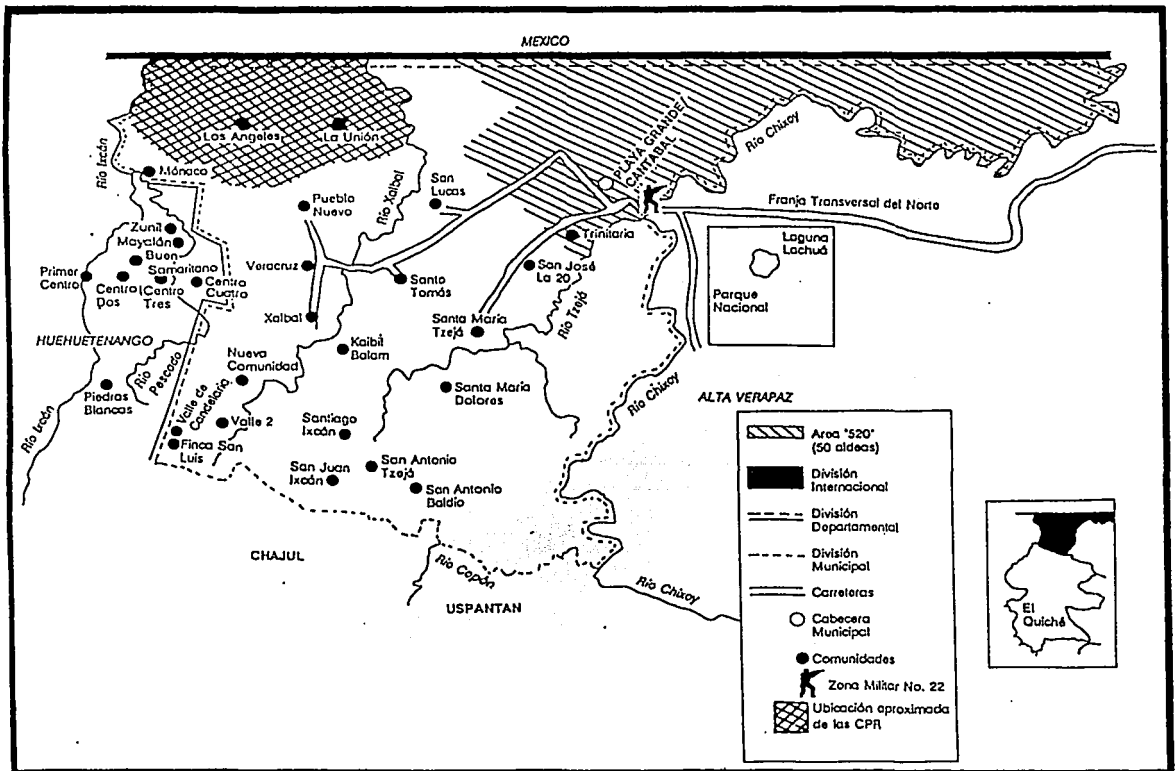 MEXICO
Los Angeles
La Unión
Río Ixcán
Mónaco
PLAYA GRANDE/
CANTABAL
Río Chixoy
Pueblo
Nuevo
Río Xalbal
San
Lucas
Franja Transversal del Norte
Zunil
Mayalán
Buen
Samaritano
Primer
Centro
Centro
Dos
Centro
Tres
Centro
Cuatro
Veracruz
Santo
Tomás
Trinitaria
San José
La 20
Río Tzejá
Laguna
Lachuá
Parque
Nacional
Xalbal
Santa María
Tzejá
HUEHUETENANGO
Río
Pescado
Nueva
Comunidad
Kaibil
Balam
Piedras
Blancas
Valle de
Candelaria
Valle 2
Santa María
Dolores
Río Chixoy
ALTA VERAPAZ
Río Ixcán
Finca San
Luis
Santiago
Ixcán
San Juan
Ixcán
San Antonio
Tzejá
San Antonio
Baldío
CHAJUL
Río Copón
USPANTAN
Río Chixoy
Area "520"
(50 aldeas)
División
Internacional
División
Departamental
División
Municipal
Carreteras
Cabecera
Municipal
Comunidades
Zona Militar No. 22
Ubicación aproximada
de las CPR
El
Quiché